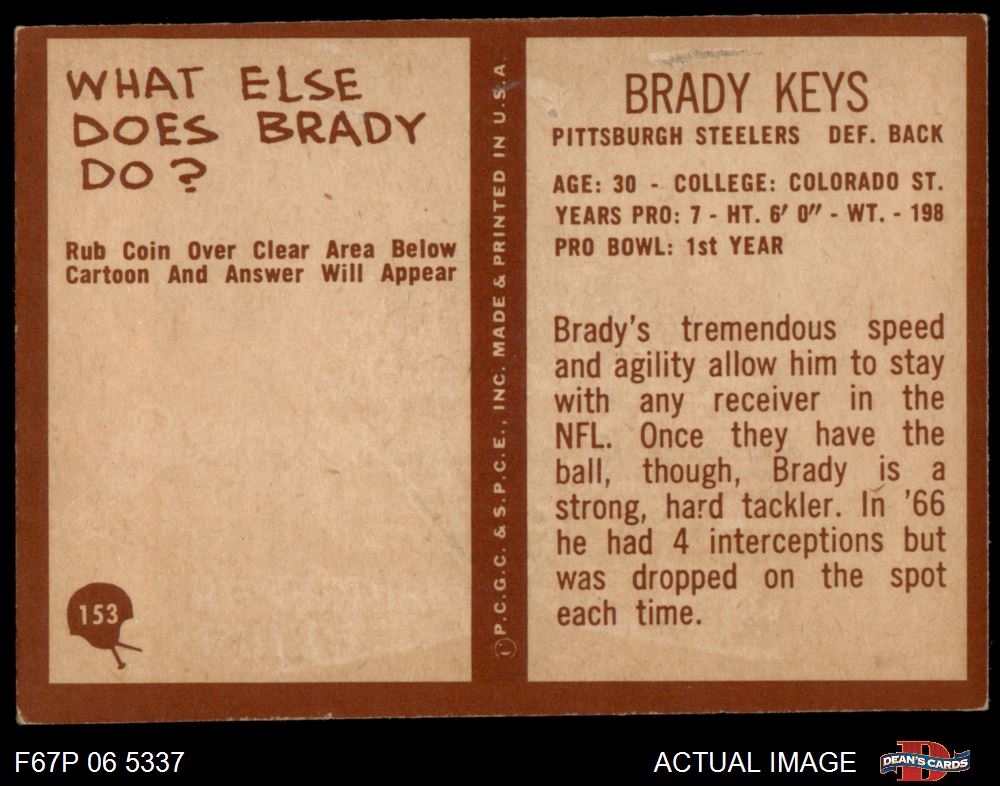 WHAT ELSE
DOES BRADY
DO?
Rub Coin Over Clear Area Below
Cartoon And Answer Will Appear
153
© P.C.G.C. & S.P.C.E., INC. MADE & PRINTED IN U.S.A.
BRADY KEYS
PITTSBURGH STEELERS DEF. BACK
AGE: 30 - COLLEGE: COLORADO ST.
YEARS PRO: 7 - HT. 6' 0" - WT. - 198
PRO BOWL: 1st YEAR
Brady's tremendous speed
and agility allow him to stay
with any receiver in the
NFL. Once they have the
ball, though, Brady is a
strong, hard tackler. In '66
he had 4 interceptions but
was dropped on the spot
each time.
F67P 06 5337
ACTUAL IMAGE
D
DEAN'S CARDS